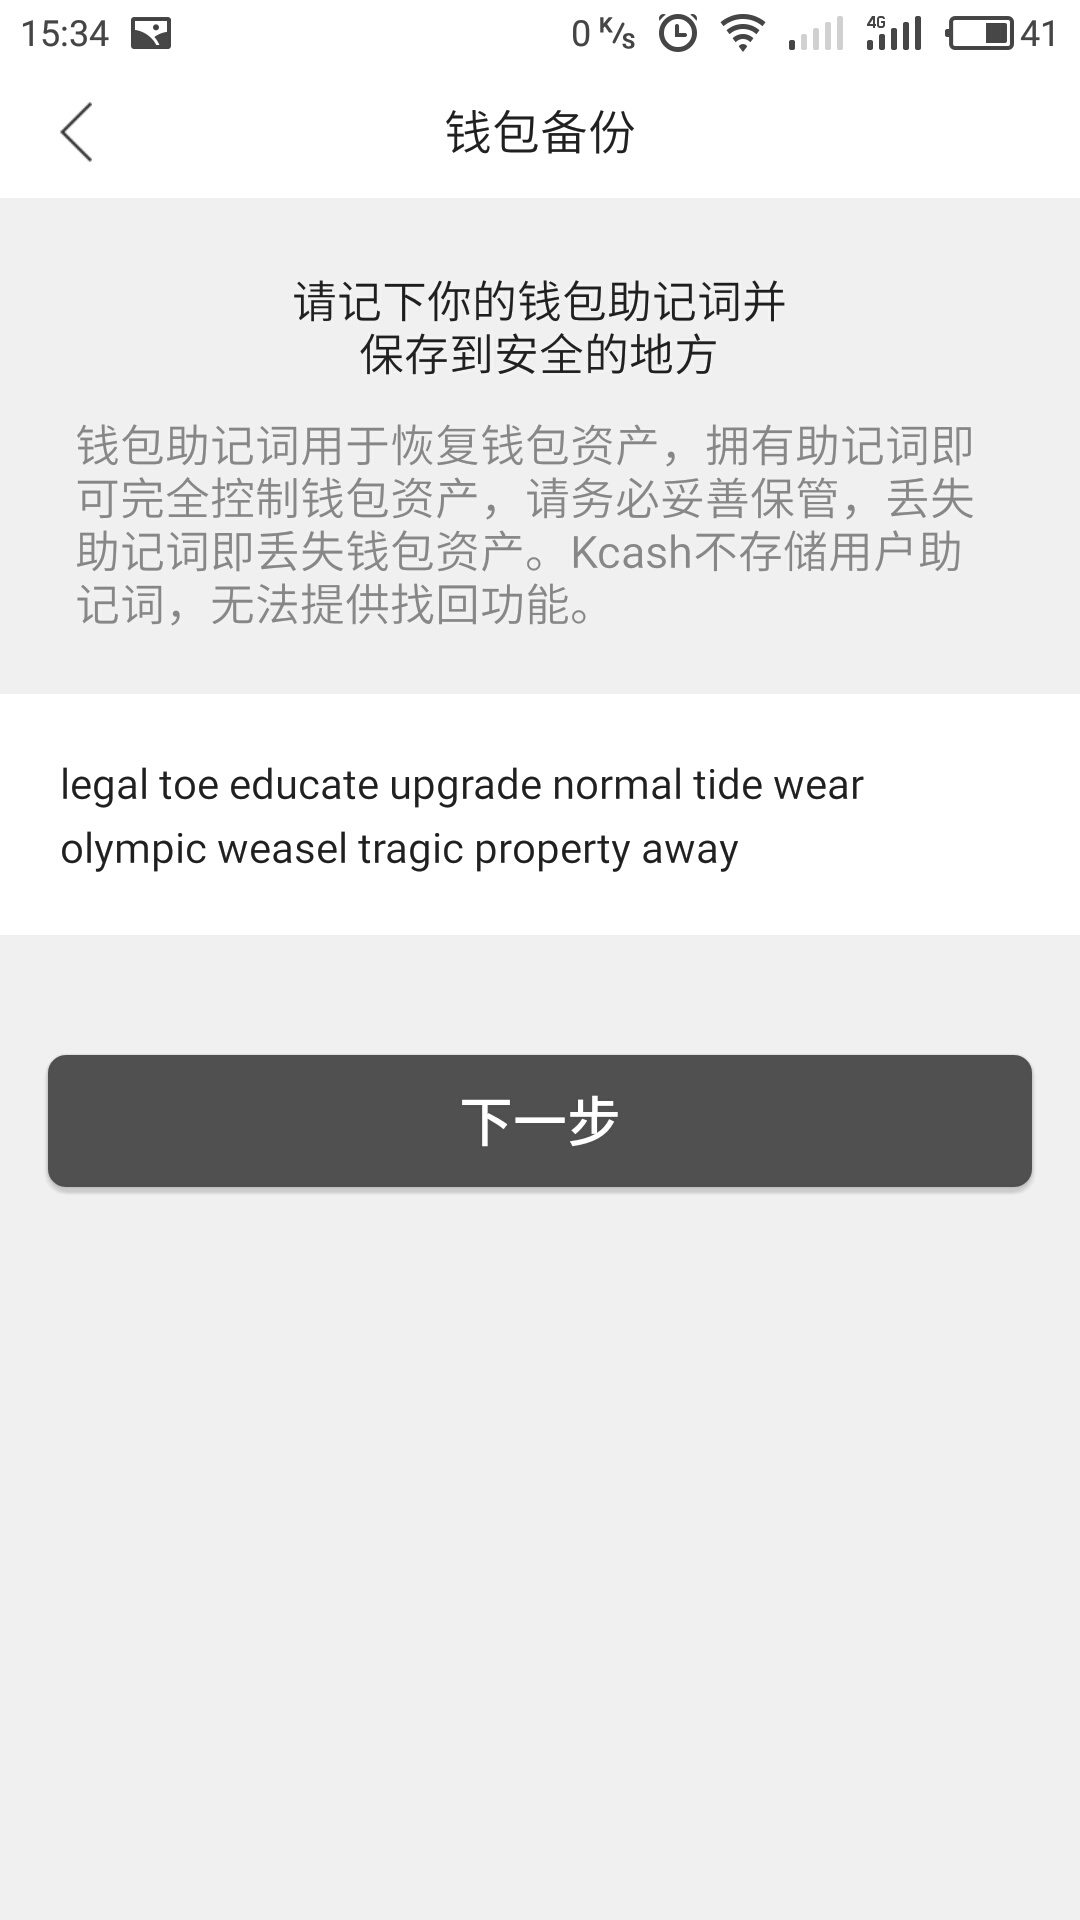 15:34
0 K/s 4G 41
钱包备份
请记下你的钱包助记词并
保存到安全的地方
钱包助记词用于恢复钱包资产，拥有助记词即
可完全控制钱包资产，请务必妥善保管，丢失
助记词即丢失钱包资产。Kcash不存储用户助
记词，无法提供找回功能。
legal toe educate upgrade normal tide wear
olympic weasel tragic property away
下一步